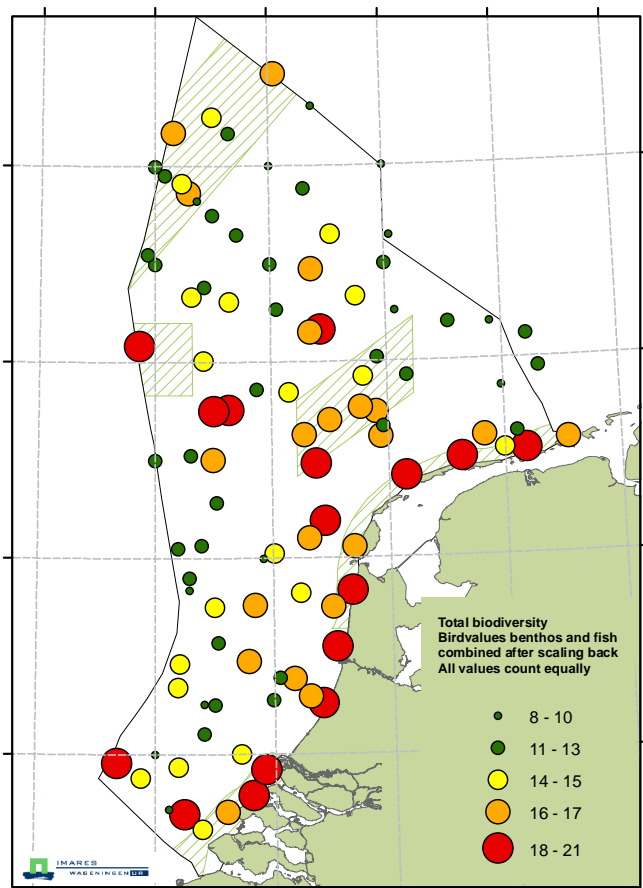 Total biodiversity
Birdvalues benthos and fish
combined after scaling back
All values count equally
8 - 10
11 - 13
14 - 15
16 - 17
18 - 21
IMARES
WAGENINGEN UR